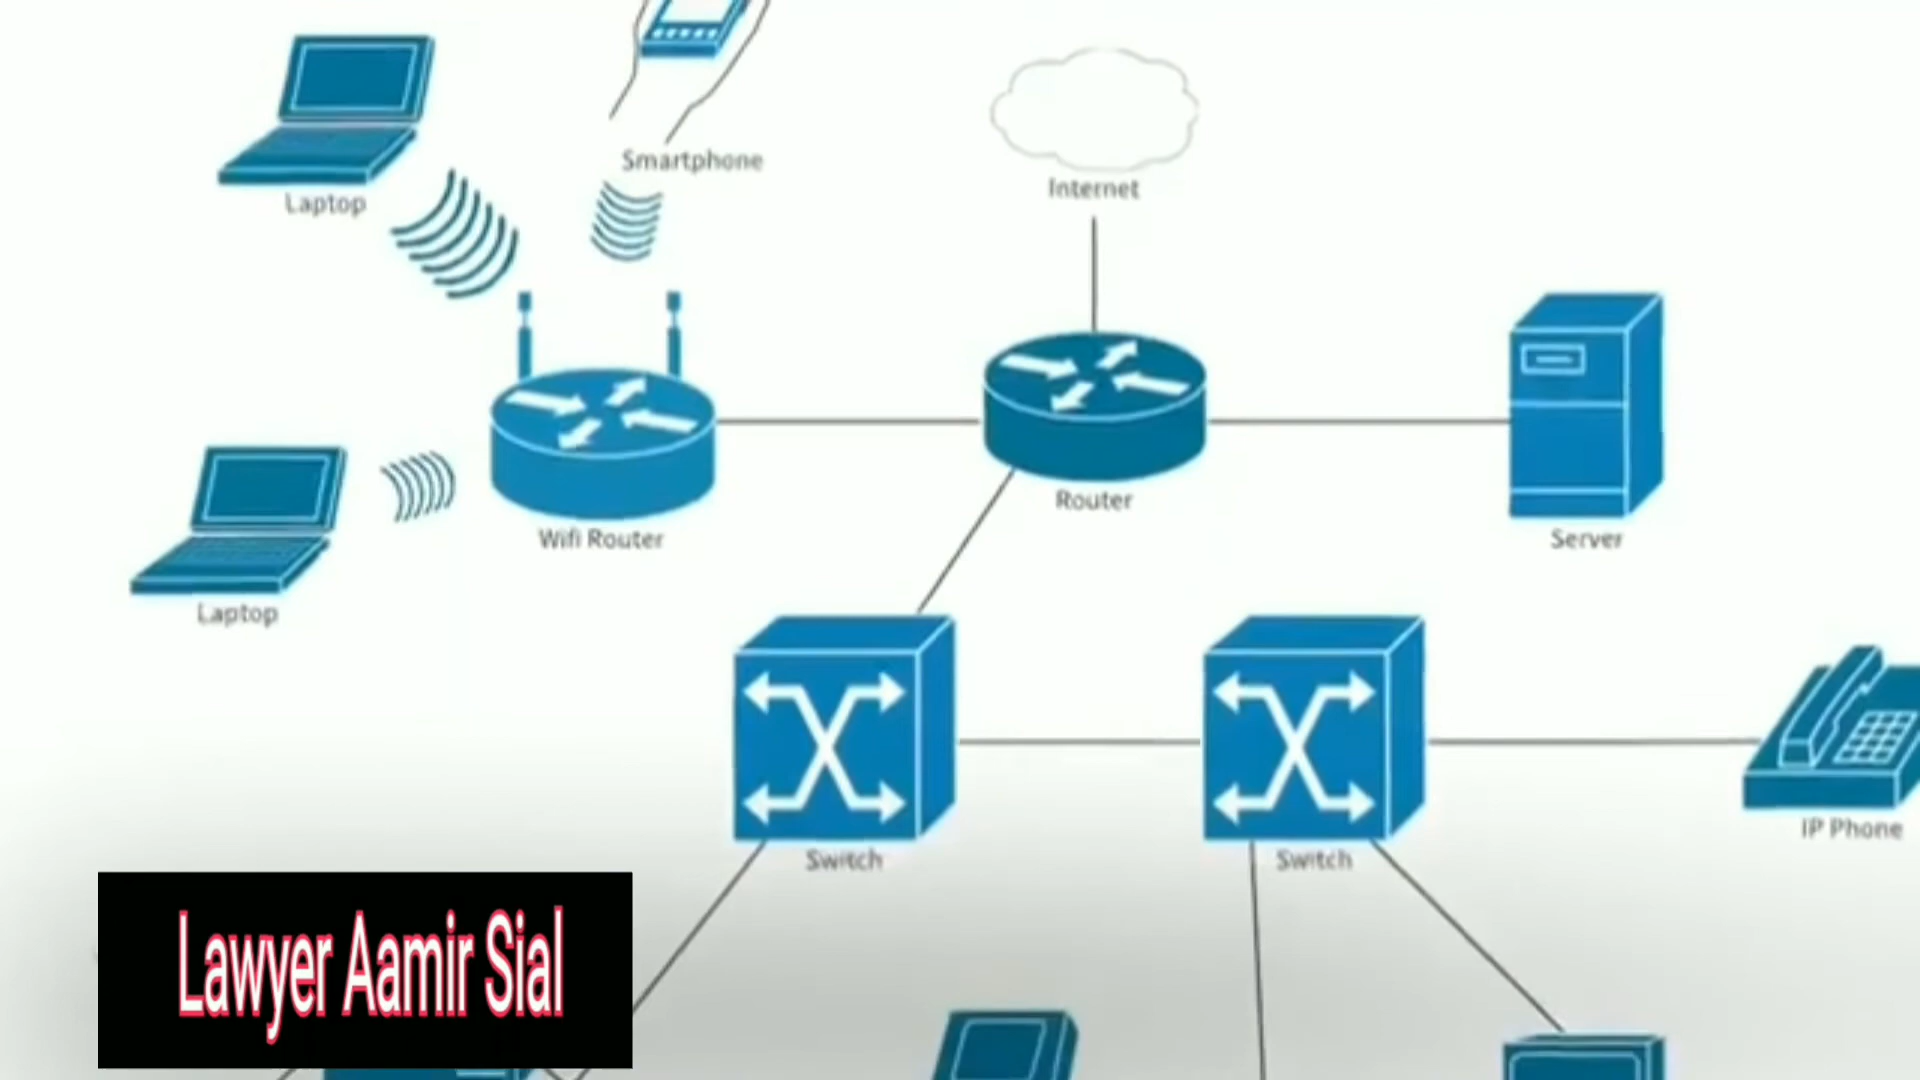 Smartphone
Internet
Laptop
Router
Wifi Router
Server
Laptop
IP Phone
Switch
Switch
Lawyer Aamir Sial